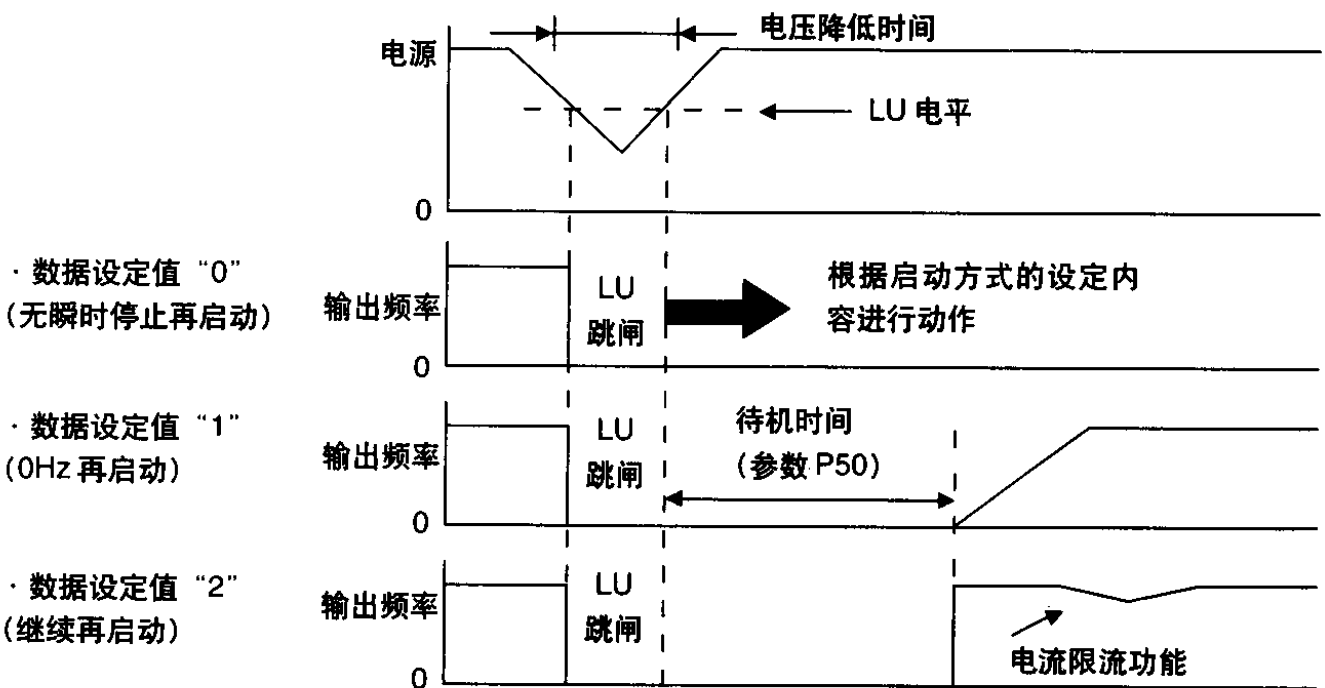 电压降低时间
电源
LU 电平
0
· 数据设定值 “0”
(无瞬时停止再启动)
输出频率
LU
跳闸
根据启动方式的设定内
容进行动作
0
· 数据设定值 “1”
(0Hz 再启动)
输出频率
LU
跳闸
待机时间
(参数 P50)
0
· 数据设定值 “2”
(继续再启动)
输出频率
LU
跳闸
电流限流功能
0